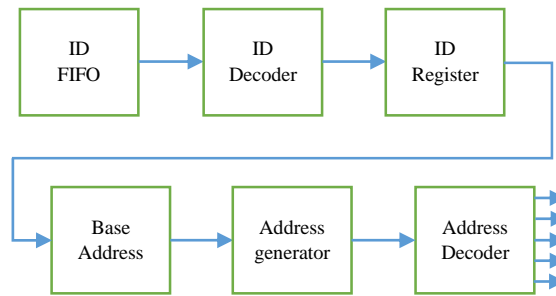 ID
FIFO
ID
Decoder
ID
Register
Base
Address
Address
generator
Address
Decoder